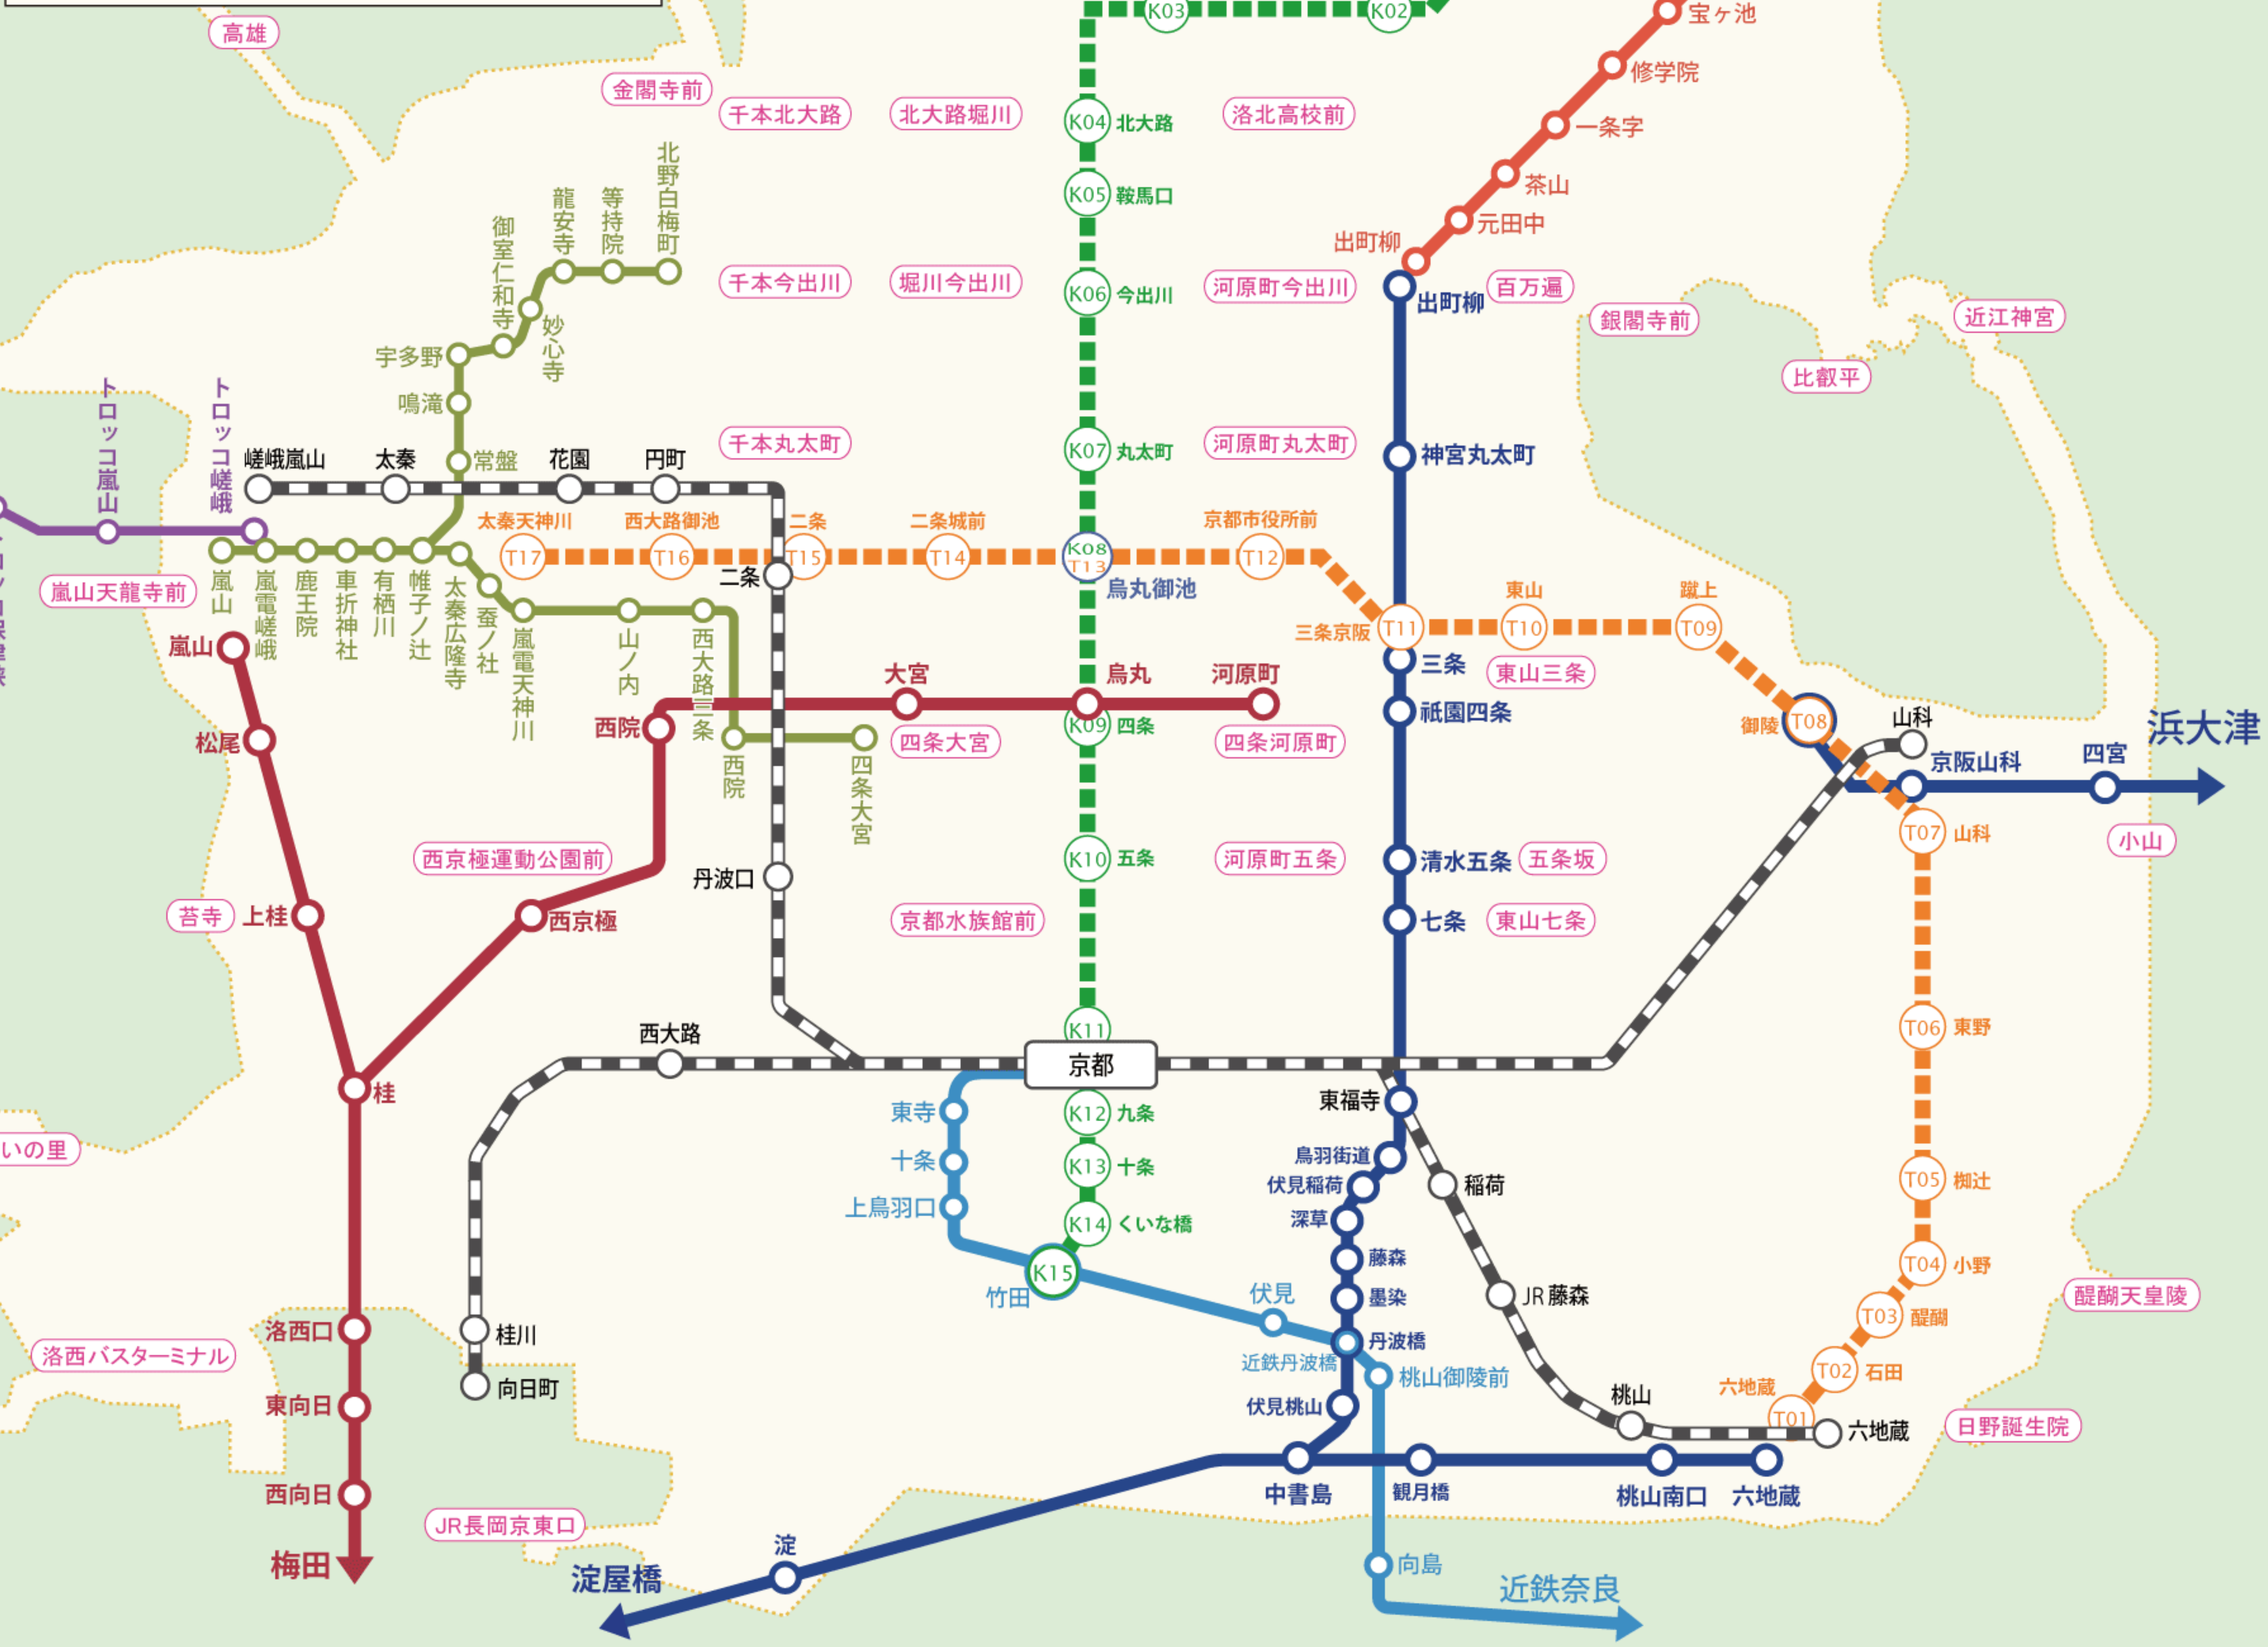 K03
K02
宝ヶ池
高雄
修学院
金閣寺前
千本北大路
北大路堀川
K04 北大路
洛北高校前
一条字
北野白梅町
龍安寺
等持院
K05 鞍馬口
茶山
御室仁和寺
元田中
出町柳
千本今出川
堀川今出川
K06 今出川
河原町今出川
出町柳
百万遍
銀閣寺前
近江神宮
妙心寺
宇多野
比叡平
鳴滝
トロッコ嵐山
トロッコ嵯峨
千本丸太町
K07 丸太町
河原町丸太町
神宮丸太町
嵯峨嵐山
太秦
常盤
花園
円町
太秦天神川
西大路御池
二条
二条城前
京都市役所前
T17
T16
T15
T14
K08
T13
T12
烏丸御池
二条
嵐山天龍寺前
嵐山
嵐電嵯峨
鹿王院
車折神社
有栖川
帷子ノ辻
太秦広隆寺
蚕ノ社
嵐電天神川
山ノ内
西大路三条
東山
蹴上
三条京阪
T11
T10
T09
三条
東山三条
嵐山
大宮
烏丸
河原町
祇園四条
松尾
西院
四条大宮
K09 四条
四条河原町
御陵
T08
山科
浜大津
京阪山科
四宮
西院
四条大宮
T07 山科
小山
西京極運動公園前
K10 五条
河原町五条
清水五条
五条坂
丹波口
苔寺
上桂
西京極
京都水族館前
七条
東山七条
西大路
K11
京都
T06 東野
桂
東寺
K12 九条
東福寺
いの里
十条
K13 十条
鳥羽街道
伏見稲荷
稲荷
T05 椥辻
上鳥羽口
K14 くいな橋
深草
藤森
T04 小野
K15
竹田
伏見
墨染
JR藤森
T03 醍醐
醍醐天皇陵
洛西口
桂川
洛西バスターミナル
近鉄丹波橋
丹波橋
桃山御陵前
T02 石田
向日町
東向日
伏見桃山
桃山
六地蔵
T01
六地蔵
日野誕生院
西向日
中書島
観月橋
桃山南口
六地蔵
JR長岡京東口
梅田
淀
淀屋橋
向島
近鉄奈良